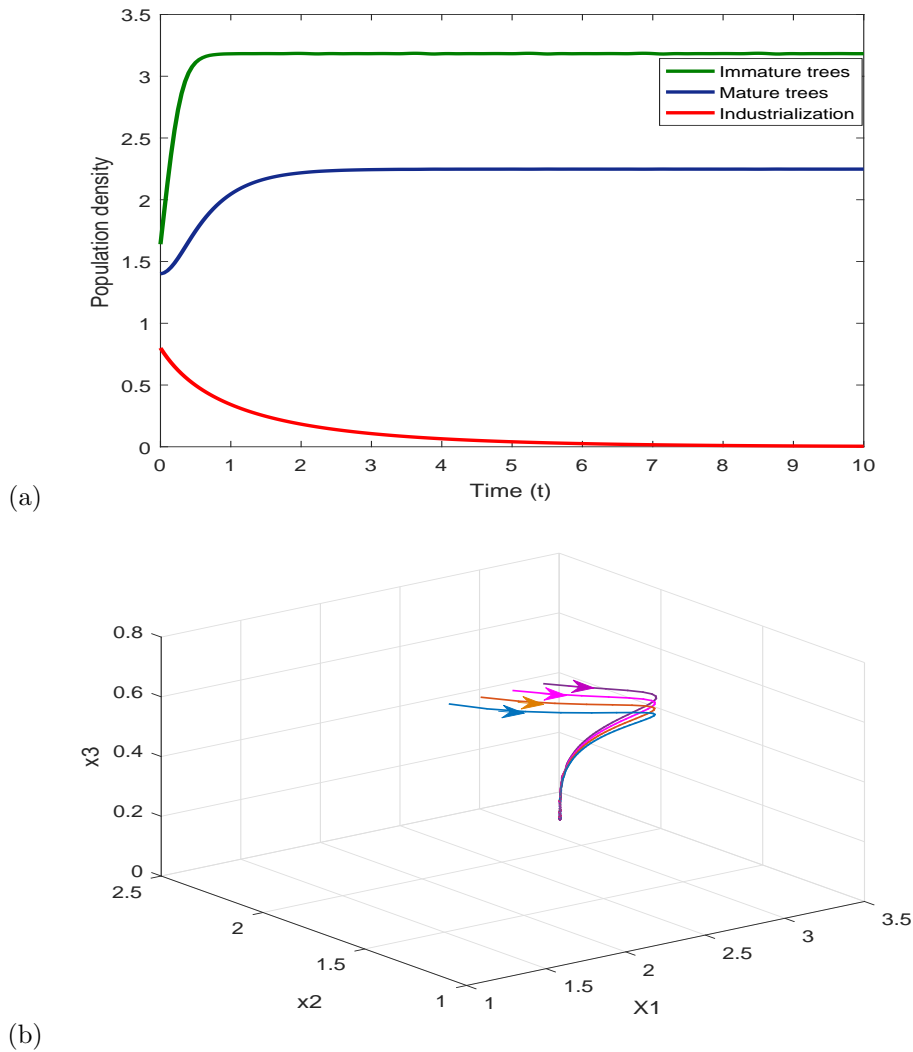 3.5
3
2.5
2
1.5
1
0.5
0
Population density
Immature trees
Mature trees
Industrialization
0 1 2 3 4 5 6 7 8 9 10
Time (t)
(a)
0.8
0.6
0.4
0.2
0
x3
2.5
2
1.5
1
x2
1
1.5
2
2.5
3
3.5
X1
(b)